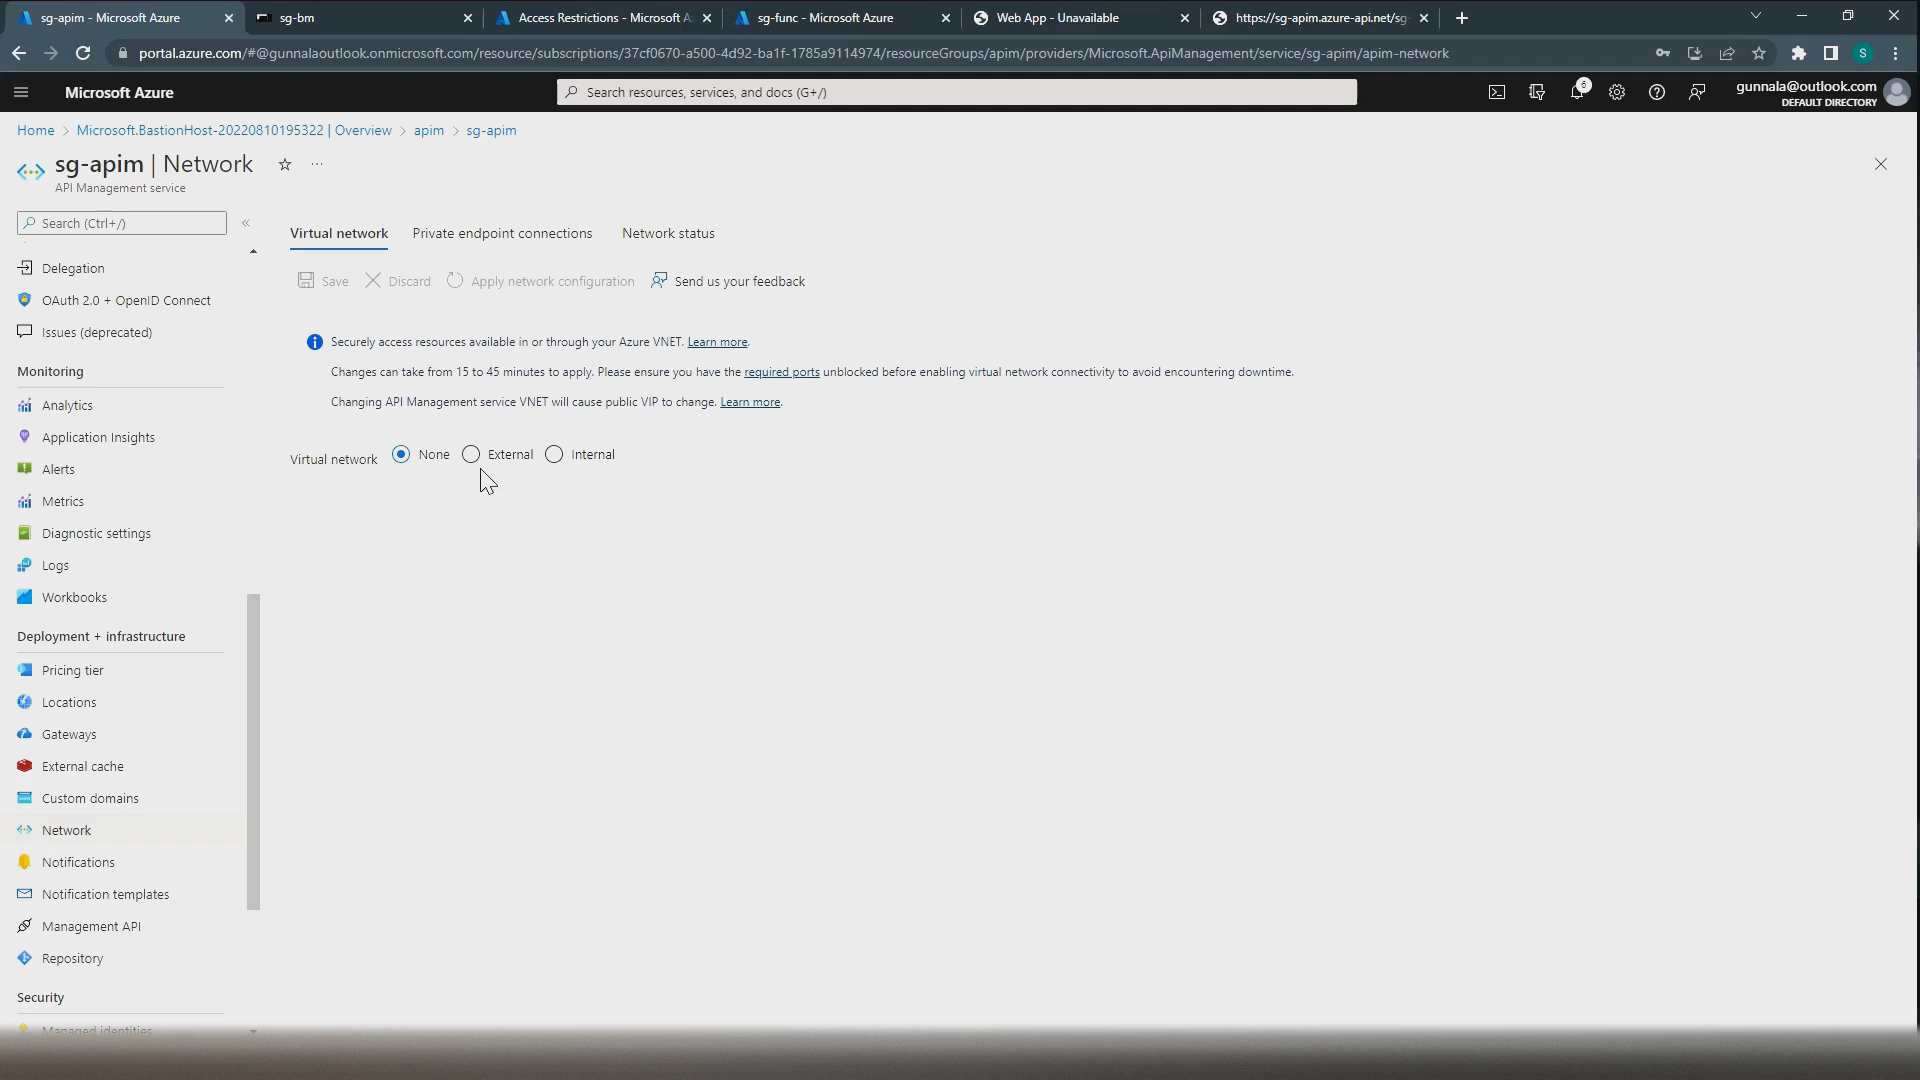 sg-apim - Microsoft Azure
sg-bm
Access Restrictions - Microsoft A
sg-func - Microsoft Azure
Web App - Unavailable
https://sg-apim.azure-api.net/sg
portal.azure.com/#@gunnalaoutlook.onmicrosoft.com/resource/subscriptions/37cf0670-a500-4d92-ba1f-1785a9114974/resourceGroups/apim/providers/Microsoft.ApiManagement/service/sg-apim/apim-network
S
Microsoft Azure
Search resources, services, and docs (G+/)
6
gunnala@outlook.com
DEFAULT DIRECTORY
Home > Microsoft.BastionHost-20220810195322 | Overview > apim > sg-apim
sg-apim | Network
API Management service
Search (Ctrl+/)
Delegation
OAuth 2.0 + OpenID Connect
Issues (deprecated)
Monitoring
Analytics
Application Insights
Alerts
Metrics
Diagnostic settings
Logs
Workbooks
Deployment + infrastructure
Pricing tier
Locations
Gateways
External cache
Custom domains
Network
Notifications
Notification templates
Management API
Repository
Security
Managed identities
Virtual network
Private endpoint connections
Network status
Save
Discard
Apply network configuration
Send us your feedback
Securely access resources available in or through your Azure VNET. Learn more.
Changes can take from 15 to 45 minutes to apply. Please ensure you have the required ports unblocked before enabling virtual network connectivity to avoid encountering downtime.
Changing API Management service VNET will cause public VIP to change. Learn more.
Virtual network
None
External
Internal